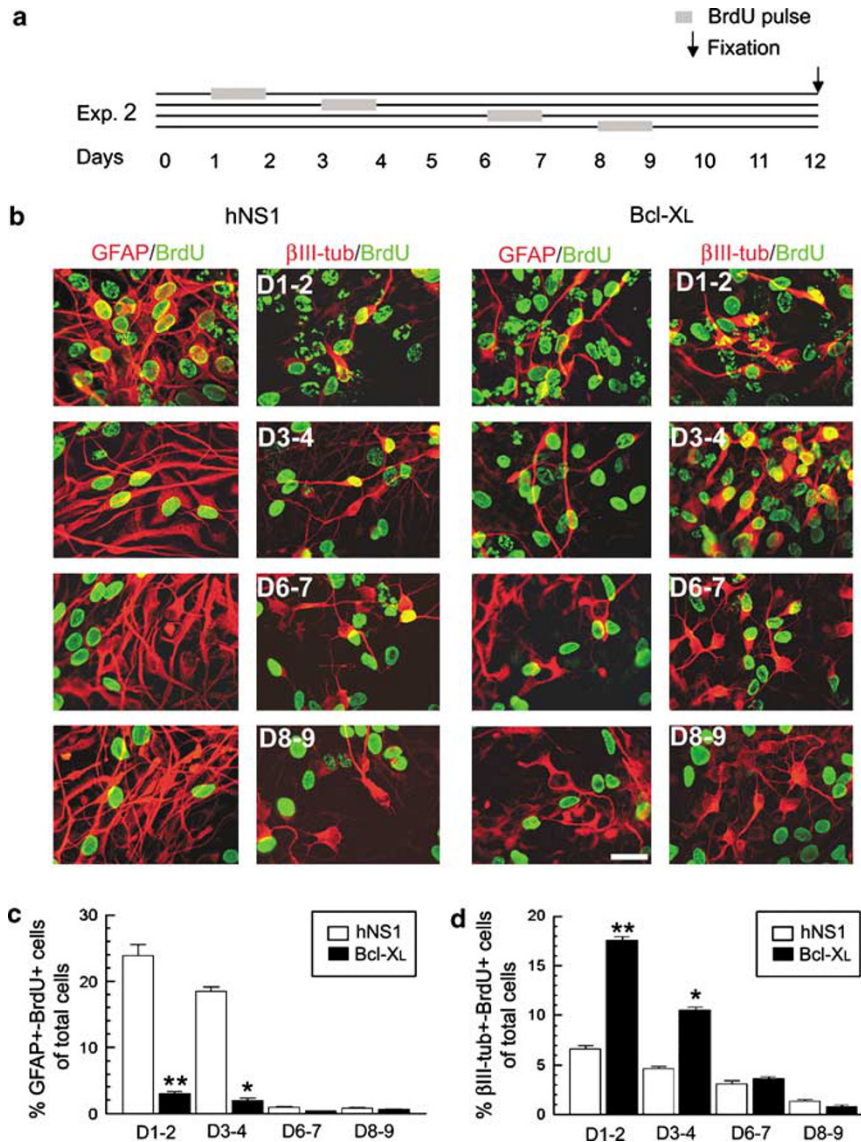 a
BrdU pulse
Fixation
Exp. 2
Days 0 1 2 3 4 5 6 7 8 9 10 11 12
b
hNS1 Bcl-XL
GFAP/BrdU βIII-tub/BrdU GFAP/BrdU βIII-tub/BrdU
D1-2 D1-2
D3-4 D3-4
D6-7 D6-7
D8-9 D8-9
c
% GFAP+-BrdU+ cells
of total cells
30
20
10
0
hNS1
Bcl-XL
** *
D1-2 D3-4 D6-7 D8-9
d
% βIII-tub+-BrdU+ cells
of total cells
20
15
10
5
0
hNS1
Bcl-XL
** *
D1-2 D3-4 D6-7 D8-9